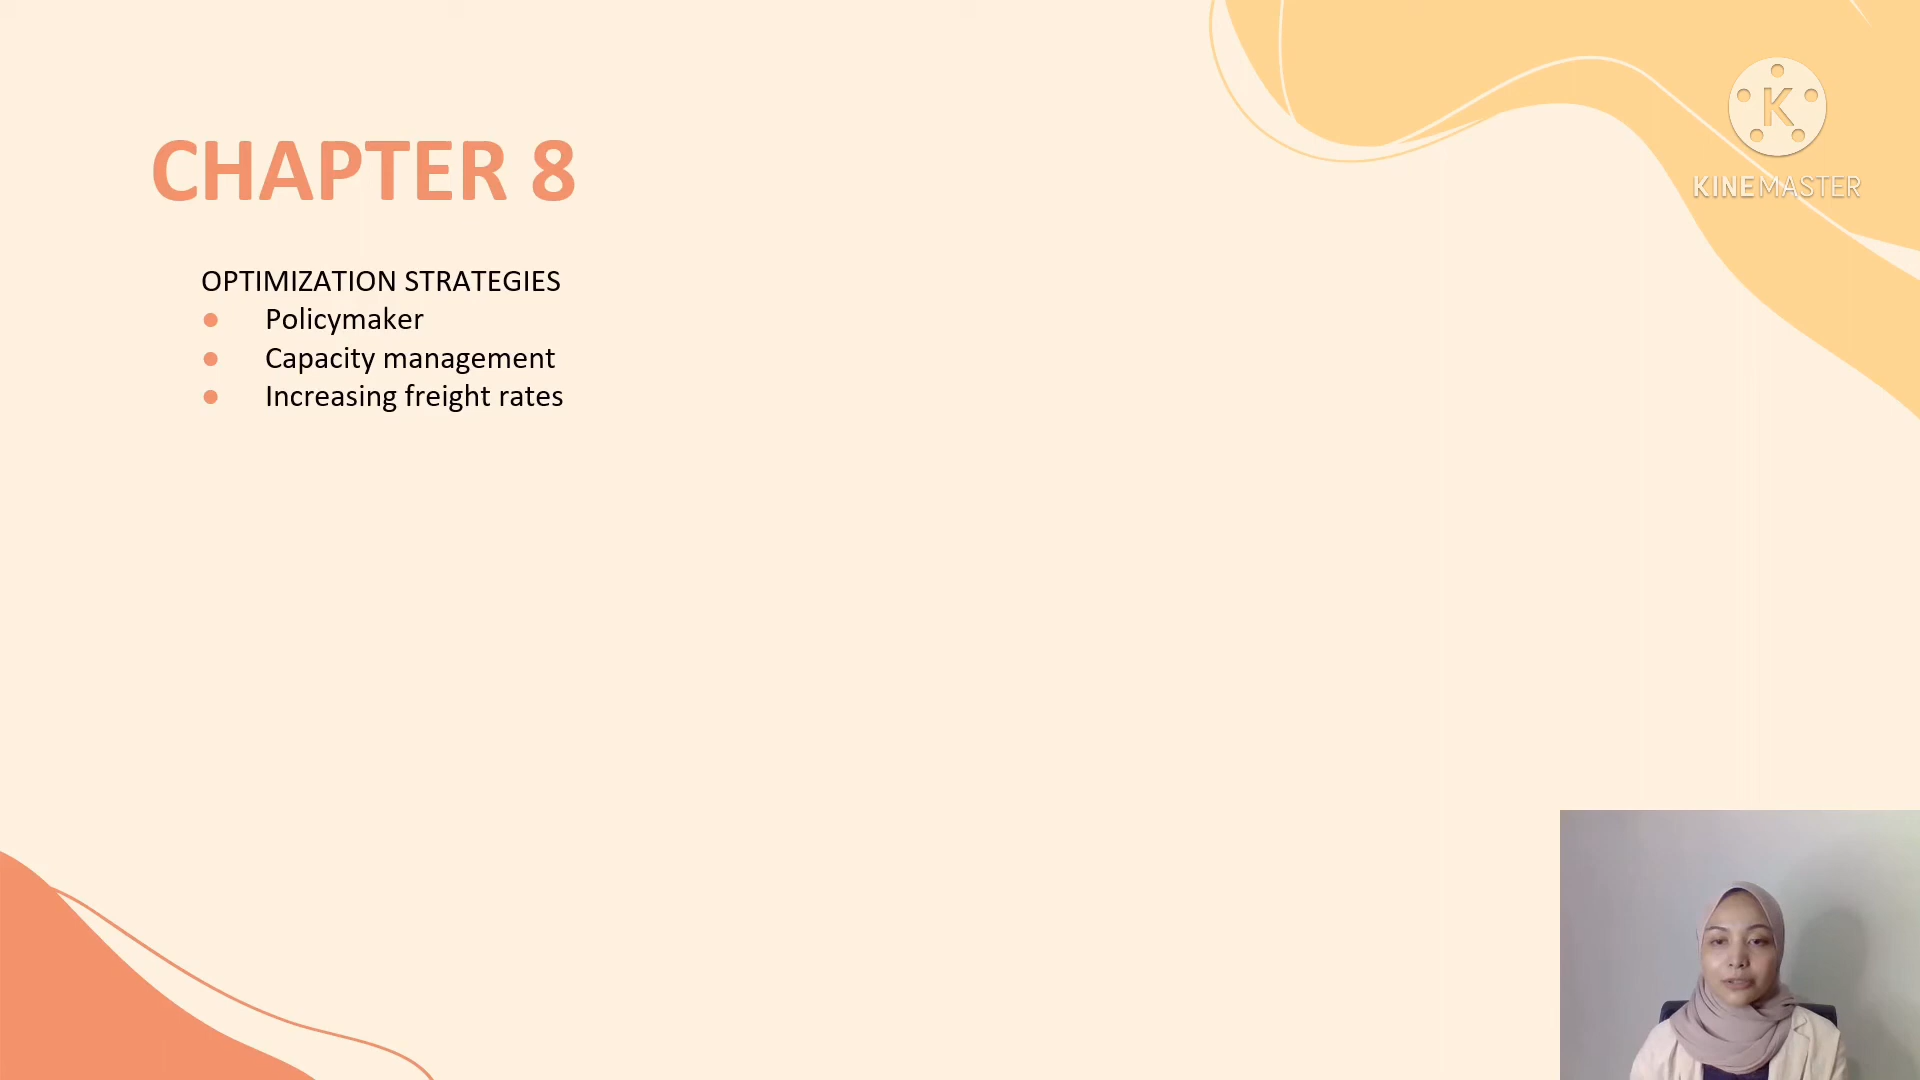 CHAPTER 8
K
KINEMASTER
OPTIMIZATION STRATEGIES
● Policymaker
● Capacity management
● Increasing freight rates